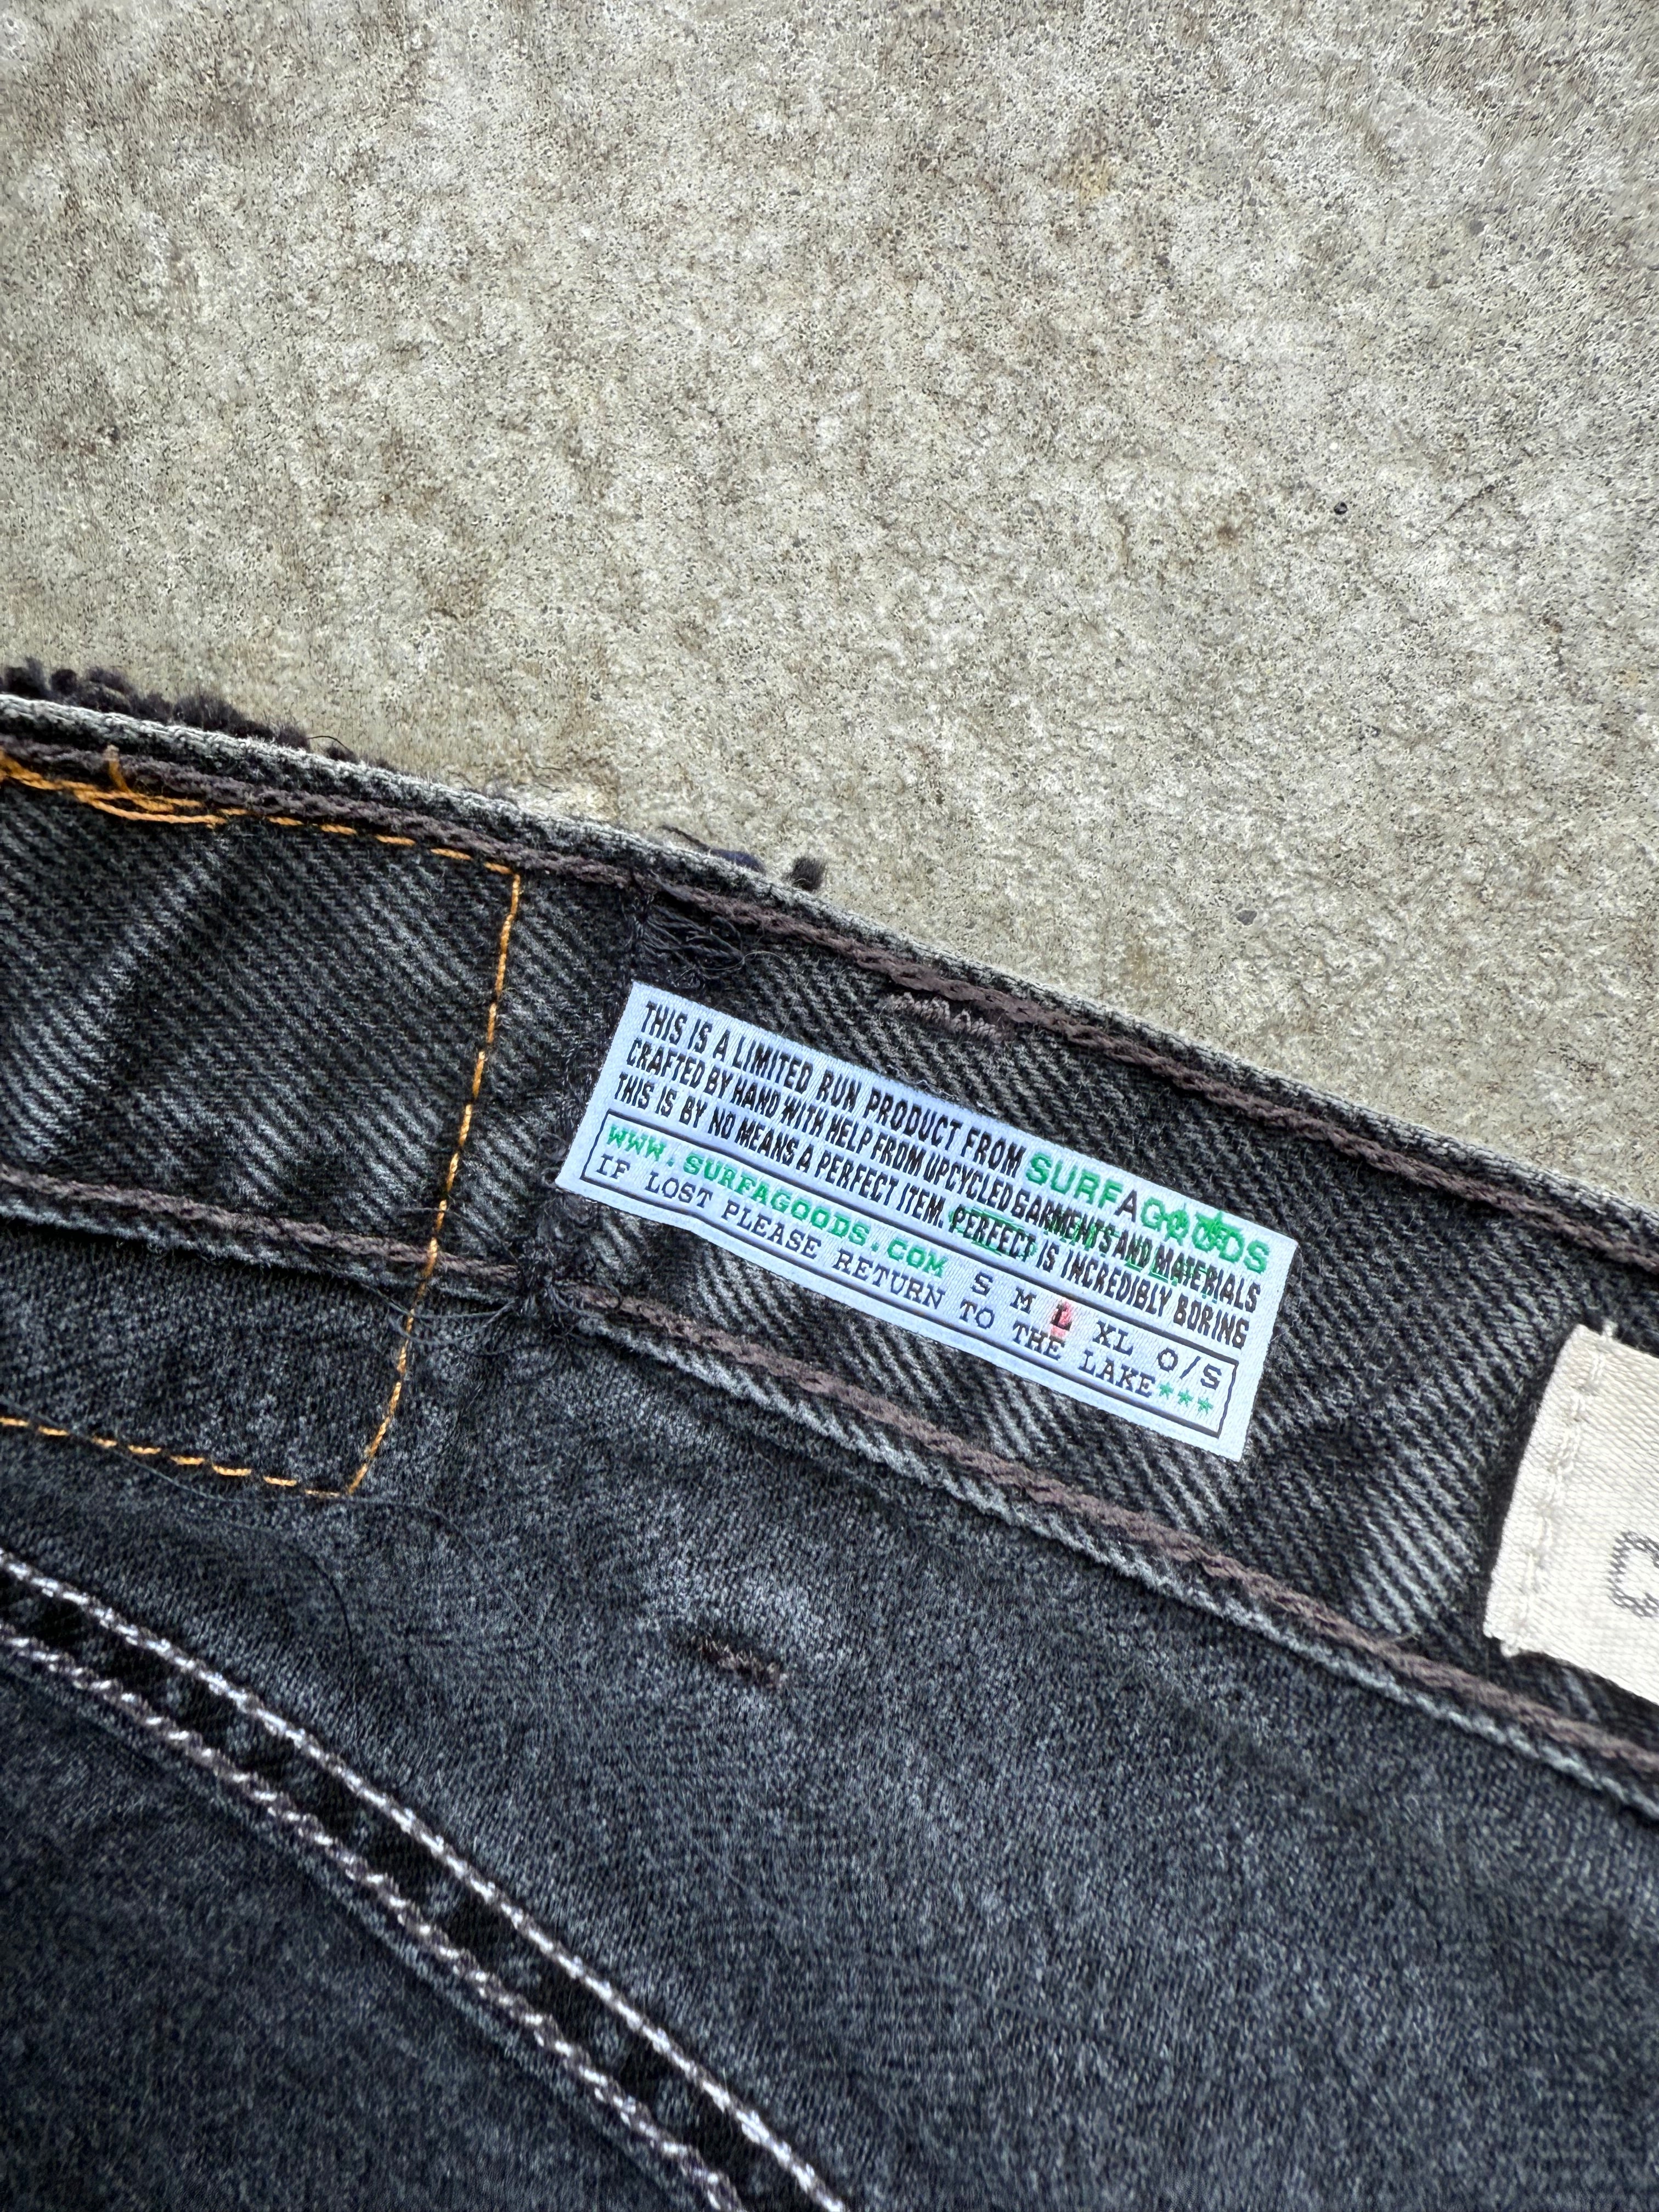 THIS IS A LIMITED RUN PRODUCT FROM SURFAGOODS
CRAFTED BY HAND WITH HELP FROM UPCYCLED GARMENTS AND MATERIALS
THIS IS BY NO MEANS A PERFECT ITEM. PERFECT IS INCREDIBLY BORING
WWW.SURFAGOODS.COM S M L XL O/S
IF LOST PLEASE RETURN TO THE LAKE***